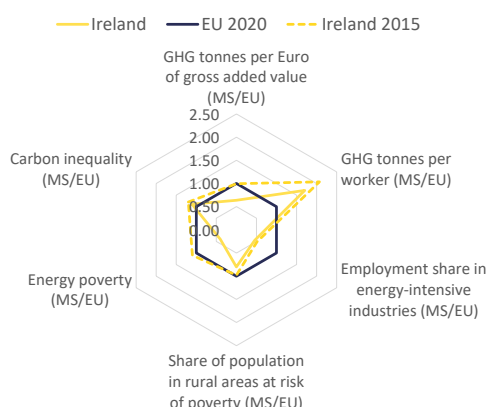 Ireland EU 2020 Ireland 2015
GHG tonnes per Euro
of gross added value
(MS/EU)
2.50
2.00
1.50
1.00
0.50
0.00
Carbon inequality
(MS/EU)
GHG tonnes per
worker (MS/EU)
Energy poverty
(MS/EU)
Employment share in
energy-intensive
industries (MS/EU)
Share of population
in rural areas at risk
of poverty (MS/EU)